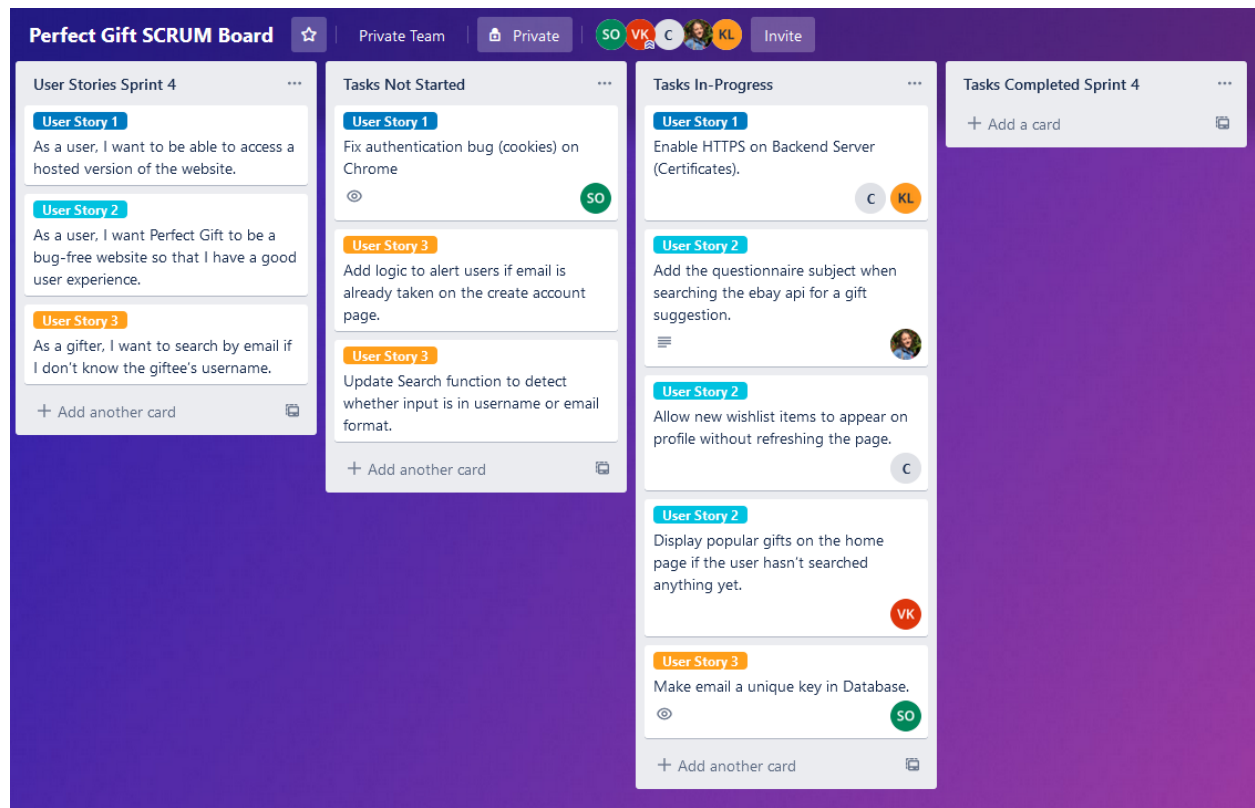 Perfect Gift SCRUM Board
Private Team
Private
SO
VK
C
KL
Invite
User Stories Sprint 4
User Story 1
As a user, I want to be able to access a
hosted version of the website.
User Story 2
As a user, I want Perfect Gift to be a
bug-free website so that I have a good
user experience.
User Story 3
As a gifter, I want to search by email if
I don't know the giftee's username.
+ Add another card
Tasks Not Started
User Story 1
Fix authentication bug (cookies) on
Chrome
SO
User Story 3
Add logic to alert users if email is
already taken on the create account
page.
User Story 3
Update Search function to detect
whether input is in username or email
format.
+ Add another card
Tasks In-Progress
User Story 1
Enable HTTPS on Backend Server
(Certificates).
C
KL
User Story 2
Add the questionnaire subject when
searching the ebay api for a gift
suggestion.
User Story 2
Allow new wishlist items to appear on
profile without refreshing the page.
C
User Story 2
Display popular gifts on the home
page if the user hasn't searched
anything yet.
VK
User Story 3
Make email a unique key in Database.
SO
+ Add another card
Tasks Completed Sprint 4
+ Add a card